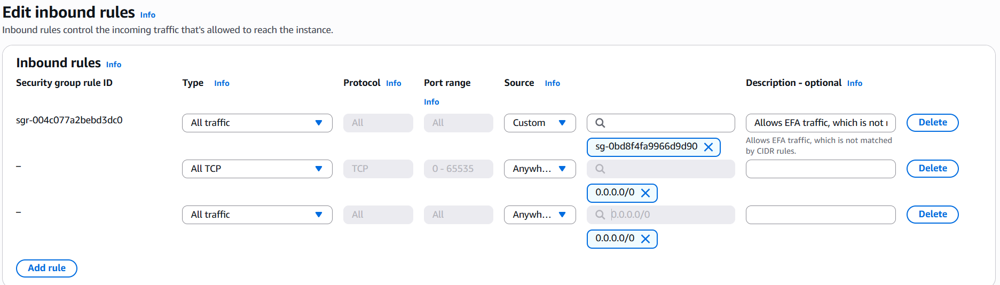 Edit inbound rules Info
Inbound rules control the incoming traffic that's allowed to reach the instance.
Inbound rules Info
Security group rule ID Type Info Protocol Info Port range Info Source Info Description - optional Info
sgr-004c077a2bebd3dc0 All traffic All All Custom Allows EFA traffic, which is not Delete
sg-0bd8f4fa9966d9d90 Allows EFA traffic, which is not matched
by CIDR rules.
– All TCP TCP 0 - 65535 Anywh... Delete
0.0.0.0/0
– All traffic All All Anywh... 0.0.0.0/0 Delete
0.0.0.0/0
Add rule